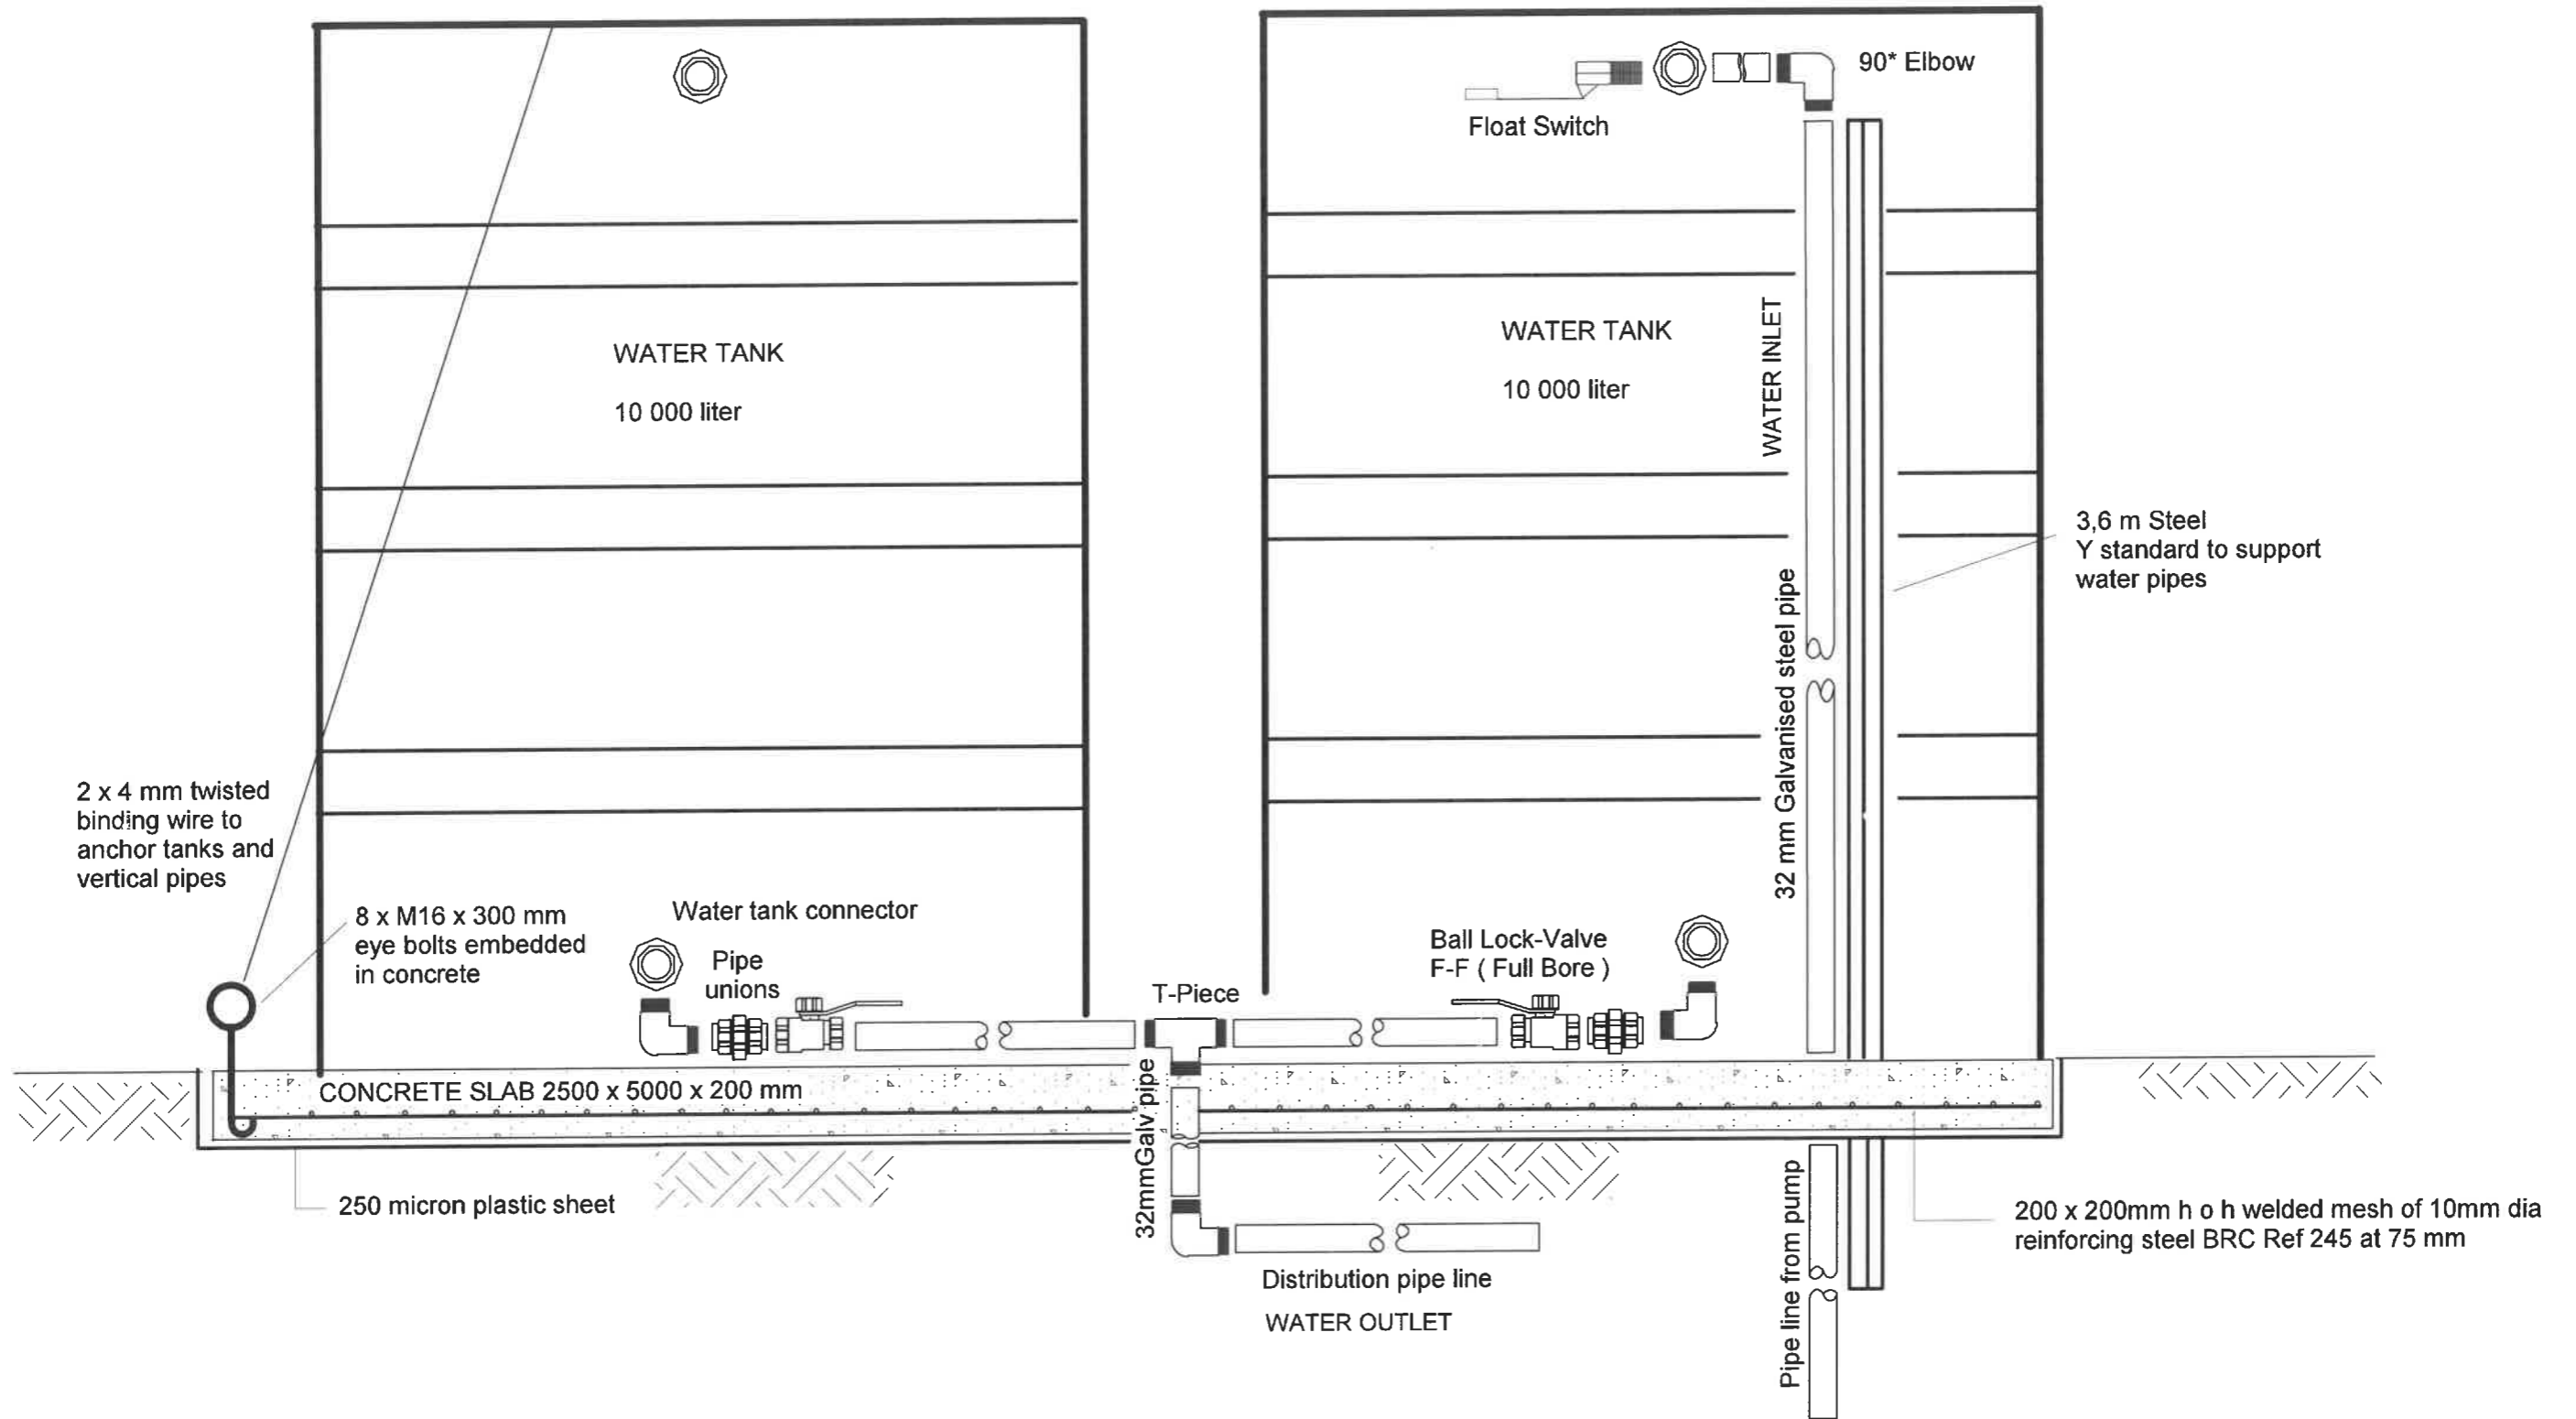 90* Elbow
Float Switch
WATER TANK
10 000 liter
WATER TANK
10 000 liter
WATER INLET
32 mm Galvanised steel pipe
3,6 m Steel
Y standard to support
water pipes
2 x 4 mm twisted
binding wire to
anchor tanks and
vertical pipes
8 x M16 x 300 mm
eye bolts embedded
in concrete
Water tank connector
Pipe
unions
T-Piece
Ball Lock-Valve
F-F ( Full Bore )
CONCRETE SLAB 2500 x 5000 x 200 mm
32mmGalv pipe
250 micron plastic sheet
Distribution pipe line
WATER OUTLET
Pipe line from pump
200 x 200mm h o h welded mesh of 10mm dia
reinforcing steel BRC Ref 245 at 75 mm